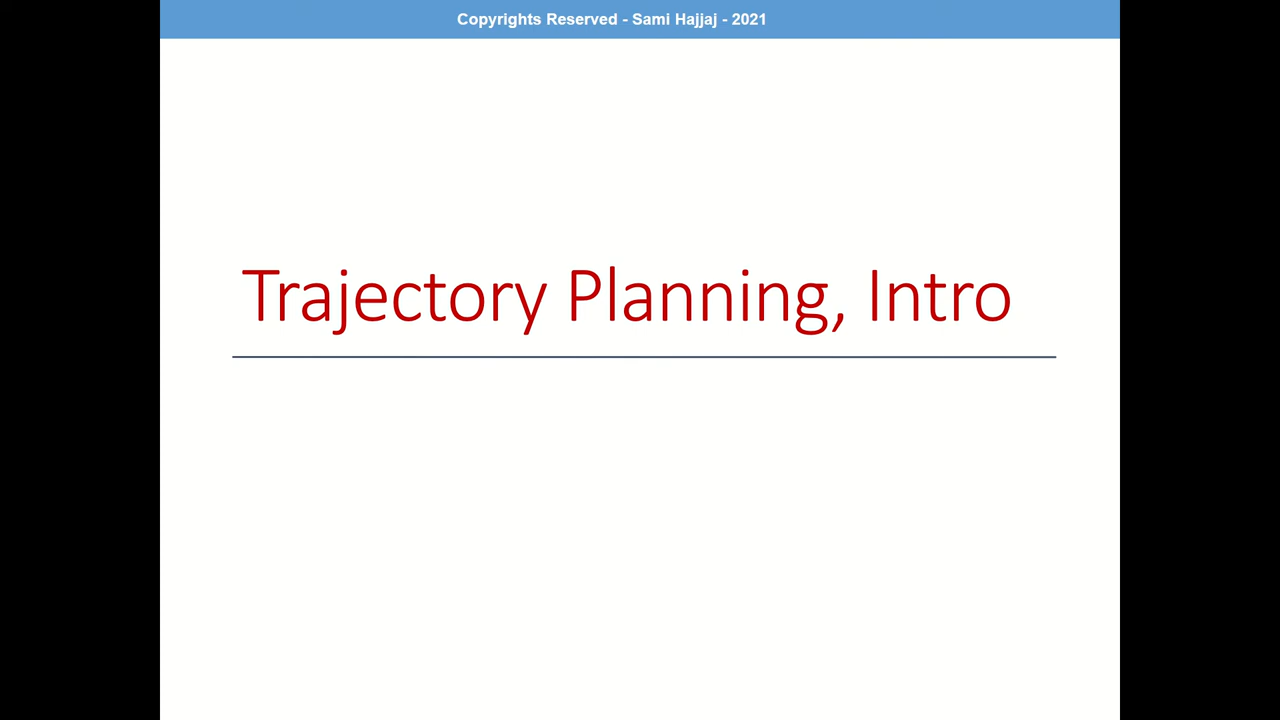 Copyrights Reserved - Sami Hajjaj - 2021
Trajectory Planning, Intro